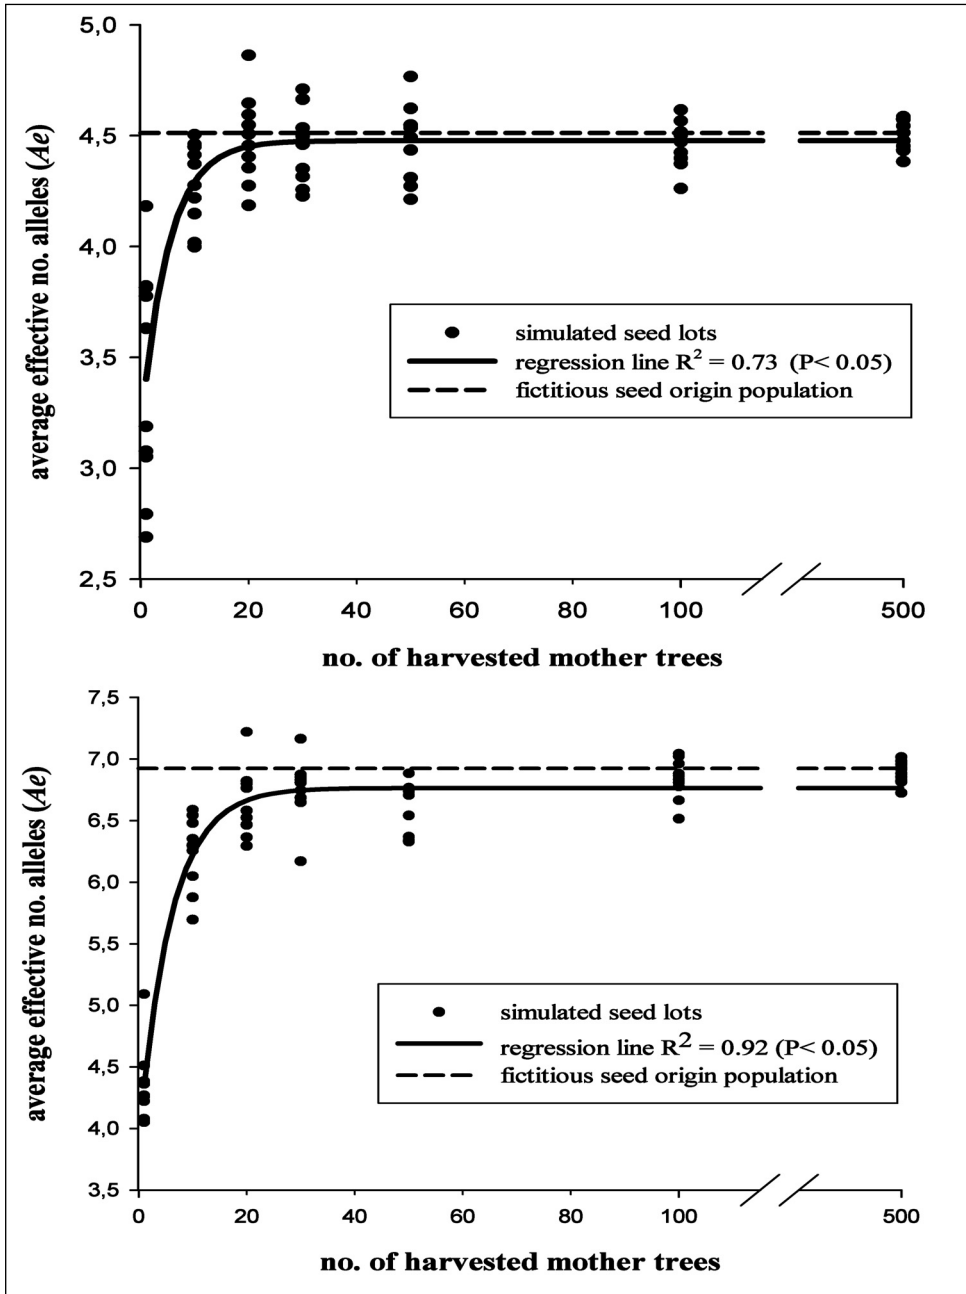 average effective no. alleles (Ae)
5,0
4,5
4,0
3,5
3,0
2,5
simulated seed lots
regression line R² = 0.73 (P< 0.05)
fictitious seed origin population
0 20 40 60 80 100 500
no. of harvested mother trees
average effective no. alleles (Ae)
7,5
7,0
6,5
6,0
5,5
5,0
4,5
4,0
3,5
simulated seed lots
regression line R² = 0.92 (P< 0.05)
fictitious seed origin population
0 20 40 60 80 100 500
no. of harvested mother trees